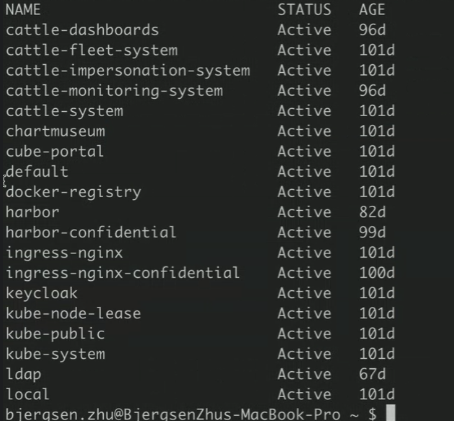 NAME STATUS AGE
cattle-dashboards Active 96d
cattle-fleet-system Active 101d
cattle-impersonation-system Active 101d
cattle-monitoring-system Active 96d
cattle-system Active 101d
chartmuseum Active 101d
cube-portal Active 101d
default Active 101d
docker-registry Active 101d
harbor Active 82d
harbor-confidential Active 99d
ingress-nginx Active 101d
ingress-nginx-confidential Active 100d
keycloak Active 101d
kube-node-lease Active 101d
kube-public Active 101d
kube-system Active 101d
ldap Active 67d
local Active 101d
bjergsen.zhu@BjergsenZhus-MacBook-Pro ~ $